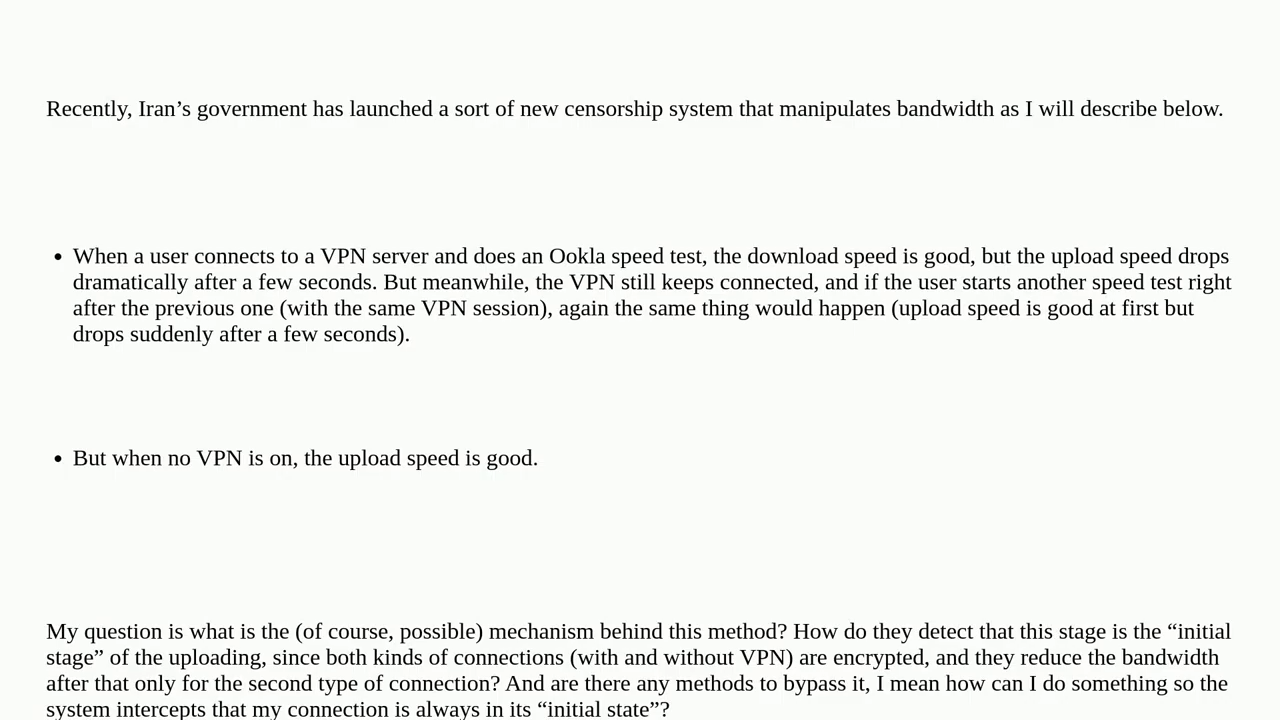 Recently, Iran’s government has launched a sort of new censorship system that manipulates bandwidth as I will describe below.
• When a user connects to a VPN server and does an Ookla speed test, the download speed is good, but the upload speed drops
dramatically after a few seconds. But meanwhile, the VPN still keeps connected, and if the user starts another speed test right
after the previous one (with the same VPN session), again the same thing would happen (upload speed is good at first but
drops suddenly after a few seconds).
• But when no VPN is on, the upload speed is good.
My question is what is the (of course, possible) mechanism behind this method? How do they detect that this stage is the “initial
stage” of the uploading, since both kinds of connections (with and without VPN) are encrypted, and they reduce the bandwidth
after that only for the second type of connection? And are there any methods to bypass it, I mean how can I do something so the
system intercepts that my connection is always in its “initial state”?